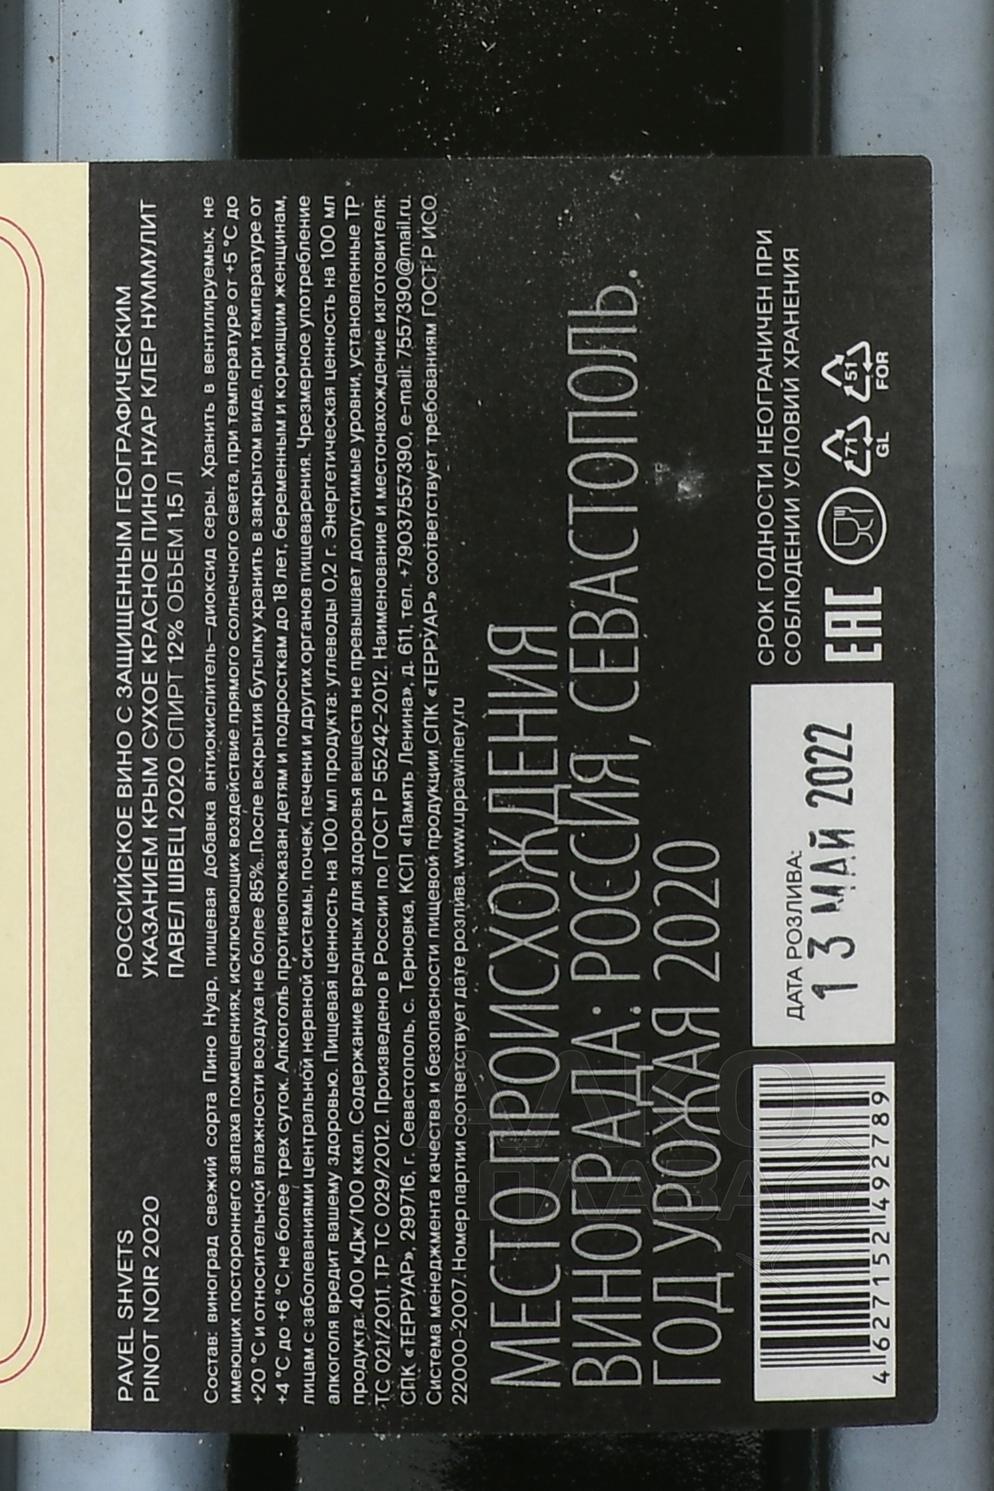 PAVEL SHVETS
PINOT NOIR 2020
РОССИЙСКОЕ ВИНО С ЗАЩИЩЕННЫМ ГЕОГРАФИЧЕСКИМ
УКАЗАНИЕМ КРЫМ СУХОЕ КРАСНОЕ ПИНО НУАР КЛЕР НУММУЛИТ
ПАВЕЛ ШВЕЦ 2020 СПИРТ 12% ОБЪЕМ 1,5 Л
Состав: виноград свежий сорта Пино Нуар, пищевая добавка антиокислитель–диоксид серы. Хранить в вентилируемых, не
имеющих постороннего запаха помещениях, исключающих воздействие прямого солнечного света, при температуре от +5 °С до
+20 °С и относительной влажности воздуха не более 85%..После вскрытия бутылку хранить в закрытом виде, при температуре от
+4 °С до +6 °С не более трех суток. Алкоголь противопоказан детям и подросткам до 18 лет, беременным и кормящим женщинам,
лицам с заболеваниями центральной нервной системы, почек, печени и других органов пищеварения. Чрезмерное употребление
алкоголя вредит вашему здоровью. Пищевая ценность на 100 мл продукта: углеводы 0,2 г. Энергетическая ценность на 100 мл
продукта: 400 кДж/100 ккал. Содержание вредных для здоровья веществ не превышает допустимые уровни, установленные ТР
ТС 021/2011, ТР ТС 029/2012. Произведено в России по ГОСТ Р 55242-2012. Наименование и местонахождение изготовителя:
СПК «ТЕРРУАР», 299716, г. Севастополь, с. Терновка, КСП «Память Ленина», д. 611, тел. +79037557390, e-mail: 7557390@mail.ru.
Система менеджмента качества и безопасности пищевой продукции СПК «ТЕРРУАР» соответствует требованиям ГОСТ Р ИСО
22000-2007. Номер партии соответствует дате розлива. www.uppawinery.ru
МЕСТО ПРОИСХОЖДЕНИЯ
ВИНОГРАДА: РОССИЯ, СЕВАСТОПОЛЬ.
ГОД УРОЖАЯ 2020
4 627152 492789
ДАТА РОЗЛИВА:
13 МАЙ 2022
СРОК ГОДНОСТИ НЕОГРАНИЧЕН ПРИ
СОБЛЮДЕНИИ УСЛОВИЙ ХРАНЕНИЯ
EAC
71
GL
51
FOR
АЛКО
ПЛАЗА